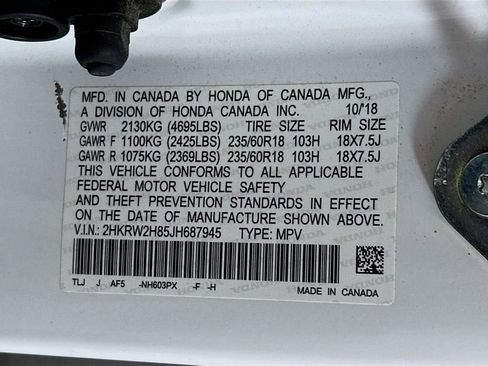 MFD. IN CANADA BY HONDA OF CANADA MFG.,
A DIVISION OF HONDA CANADA INC. 10/18
GVWR 2130KG (4695LBS) TIRE SIZE RIM SIZE
GAWR F 1100KG (2425LBS) 235/60R18 103H 18X7.5J
GAWR R 1075KG (2369LBS) 235/60R18 103H 18X7.5J
THIS VEHICLE CONFORMS TO ALL APPLICABLE
FEDERAL MOTOR VEHICLE SAFETY
AND THEFT PREVENTION STANDARDS IN EFFECT
ON THE DATE OF MANUFACTURE SHOWN ABOVE.
V.I.N.: 2HKRW2H85JH687945 TYPE: MPV
TLJ J AF5 -NH603PX -F -H
MADE IN CANADA